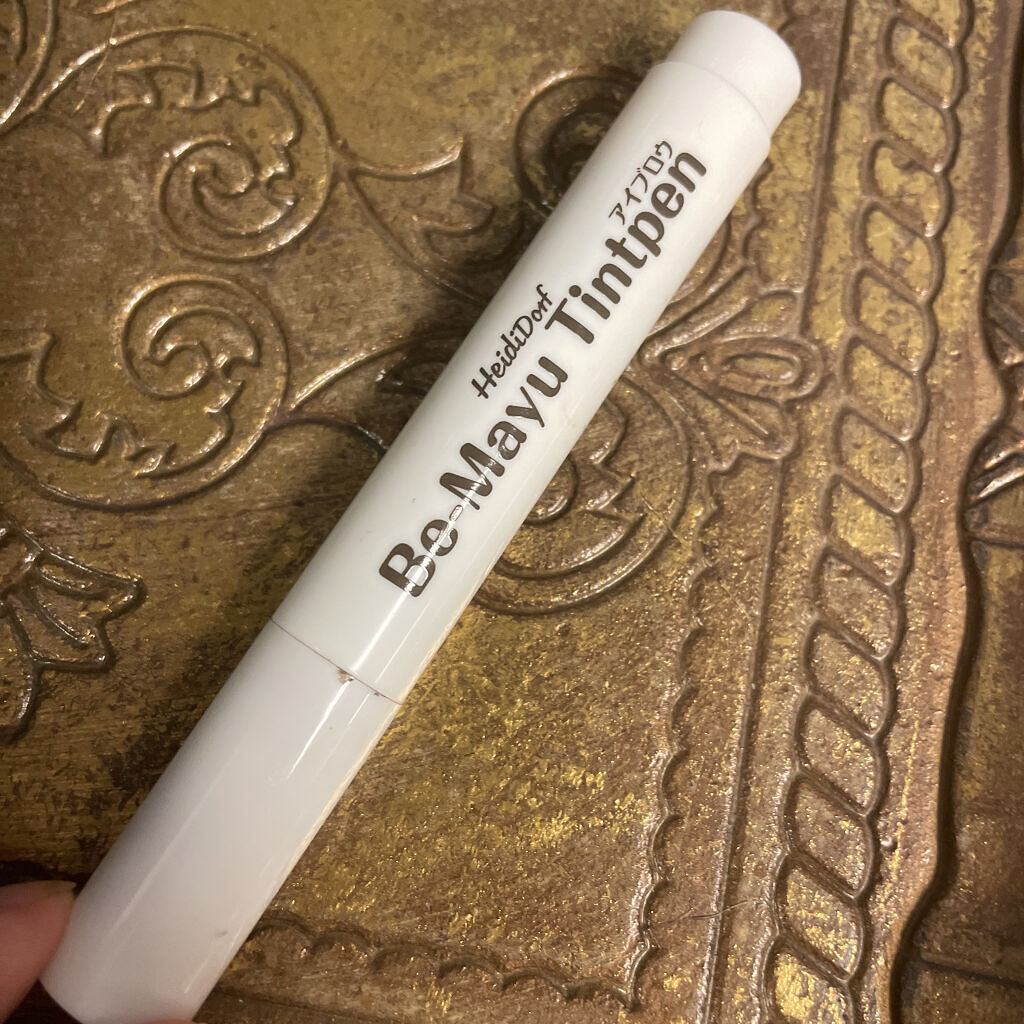 アイブロウ
HeidiDorf
Be-Mayu Tintpen